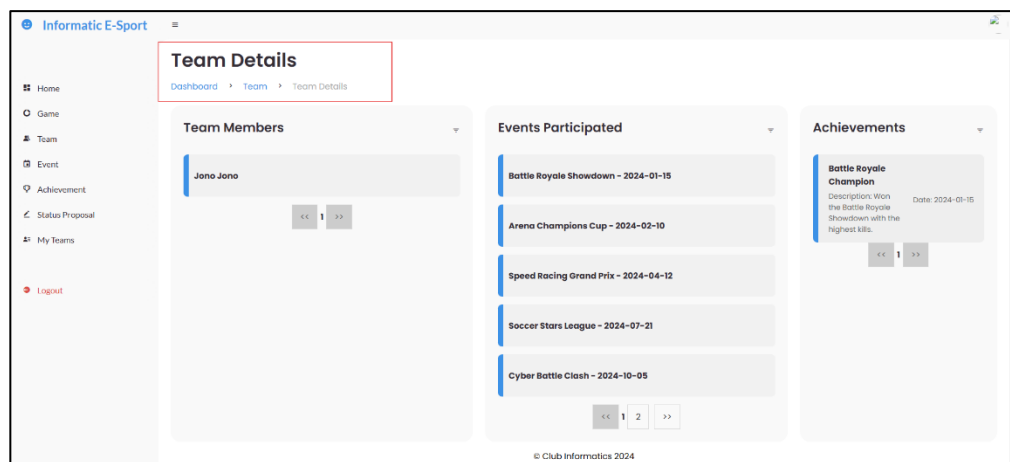 Informatic E-Sport
Team Details
Dashboard > Team > Team Details
Home
Game
Team
Event
Achievement
Status Proposal
My Teams
Logout
Team Members
Jono Jono
<< 1 >>
Events Participated
Battle Royale Showdown - 2024-01-15
Arena Champions Cup - 2024-02-10
Speed Racing Grand Prix - 2024-04-12
Soccer Stars League - 2024-07-21
Cyber Battle Clash - 2024-10-05
<< 1 2 >>
Achievements
Battle Royale
Champion
Description: Won
the Battle Royale
Showdown with the
highest kills.
Date: 2024-01-15
<< 1 >>
© Club Informatics 2024